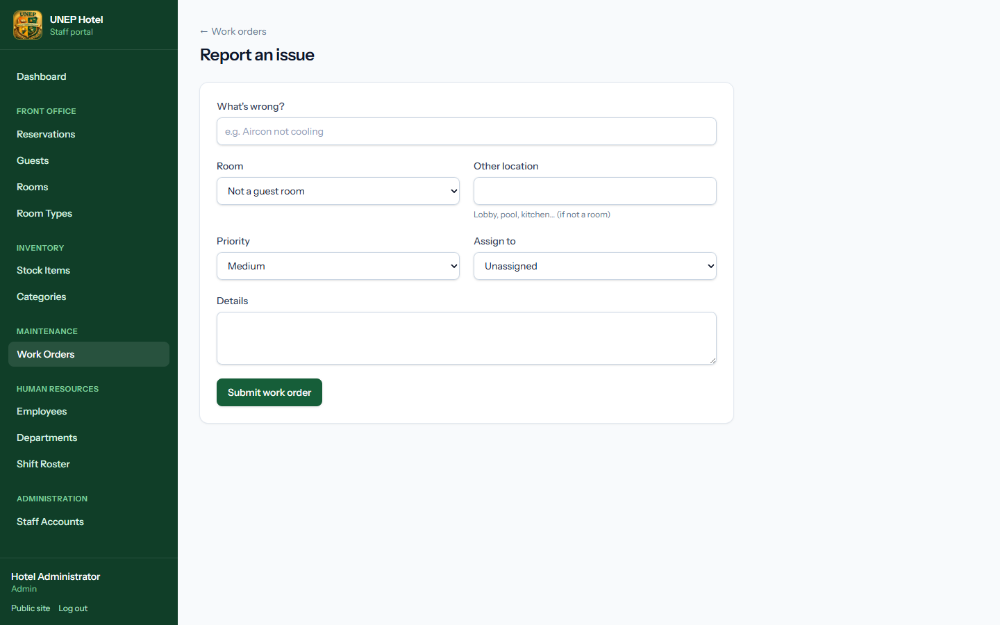 UNEP
UNEP Hotel
Staff portal
Dashboard
FRONT OFFICE
Reservations
Guests
Rooms
Room Types
INVENTORY
Stock Items
Categories
MAINTENANCE
Work Orders
HUMAN RESOURCES
Employees
Departments
Shift Roster
ADMINISTRATION
Staff Accounts
Hotel Administrator
Admin
Public site Log out
← Work orders
Report an issue
What's wrong?
e.g. Aircon not cooling
Room Other location
Not a guest room
Lobby, pool, kitchen… (if not a room)
Priority Assign to
Medium Unassigned
Details
Submit work order